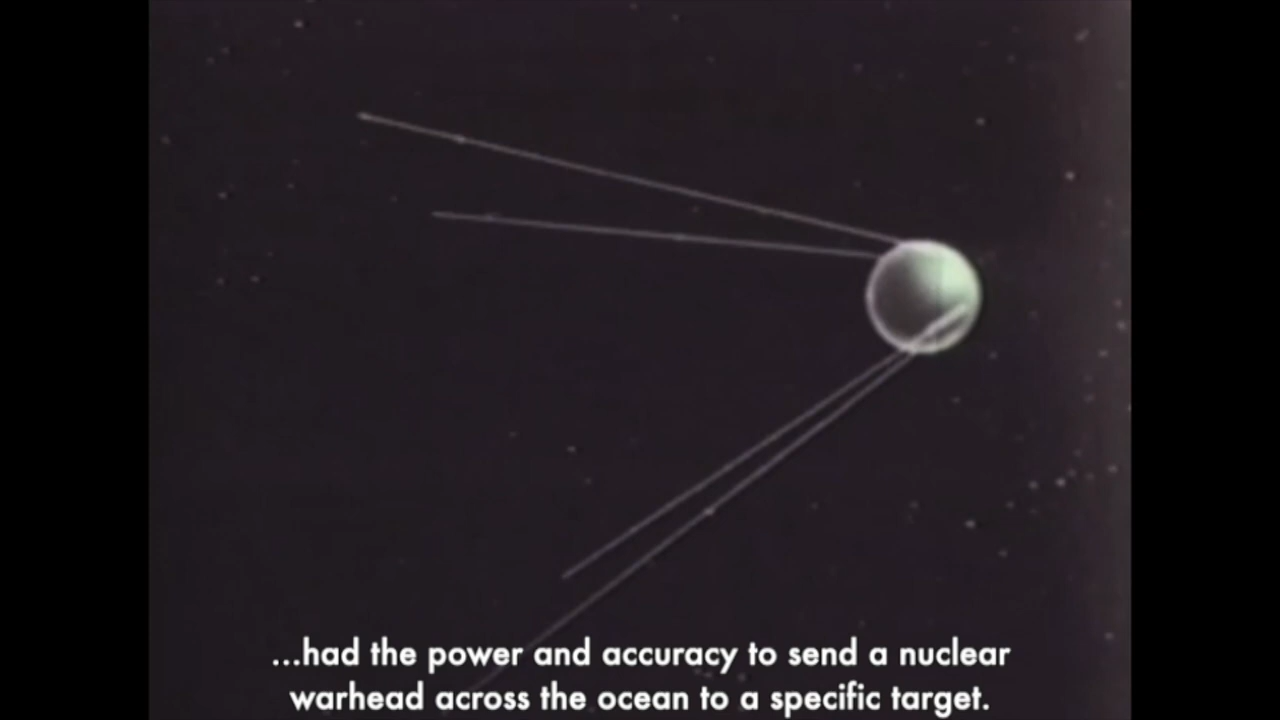 ...had the power and accuracy to send a nuclear
warhead across the ocean to a specific target.